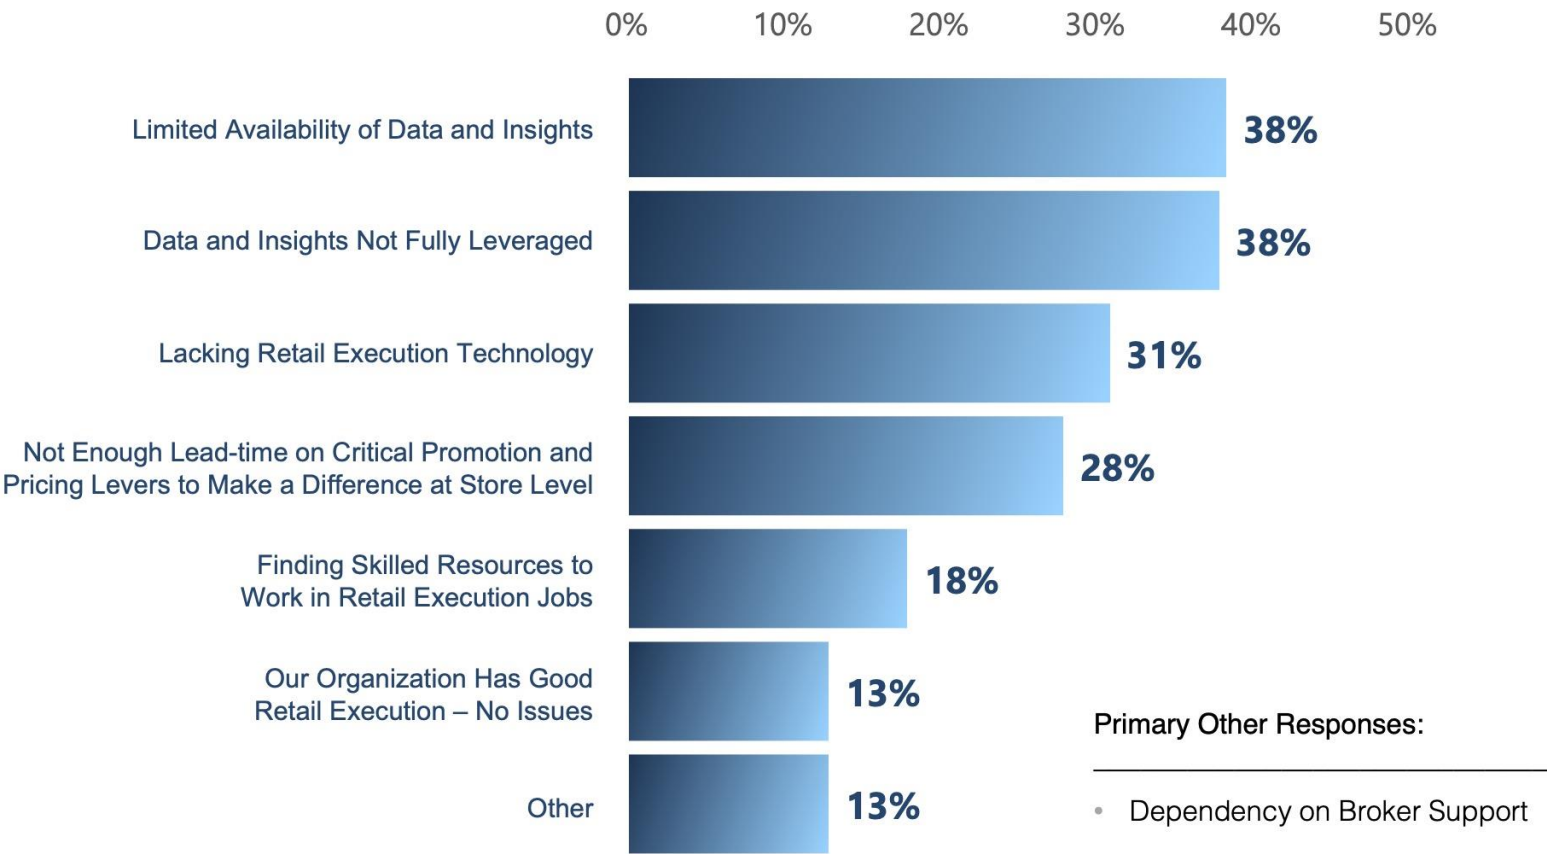 0% 10% 20% 30% 40% 50%
Limited Availability of Data and Insights 38%
Data and Insights Not Fully Leveraged 38%
Lacking Retail Execution Technology 31%
Not Enough Lead-time on Critical Promotion and
Pricing Levers to Make a Difference at Store Level 28%
Finding Skilled Resources to
Work in Retail Execution Jobs 18%
Our Organization Has Good
Retail Execution – No Issues 13%
Other 13%
Primary Other Responses:
• Dependency on Broker Support